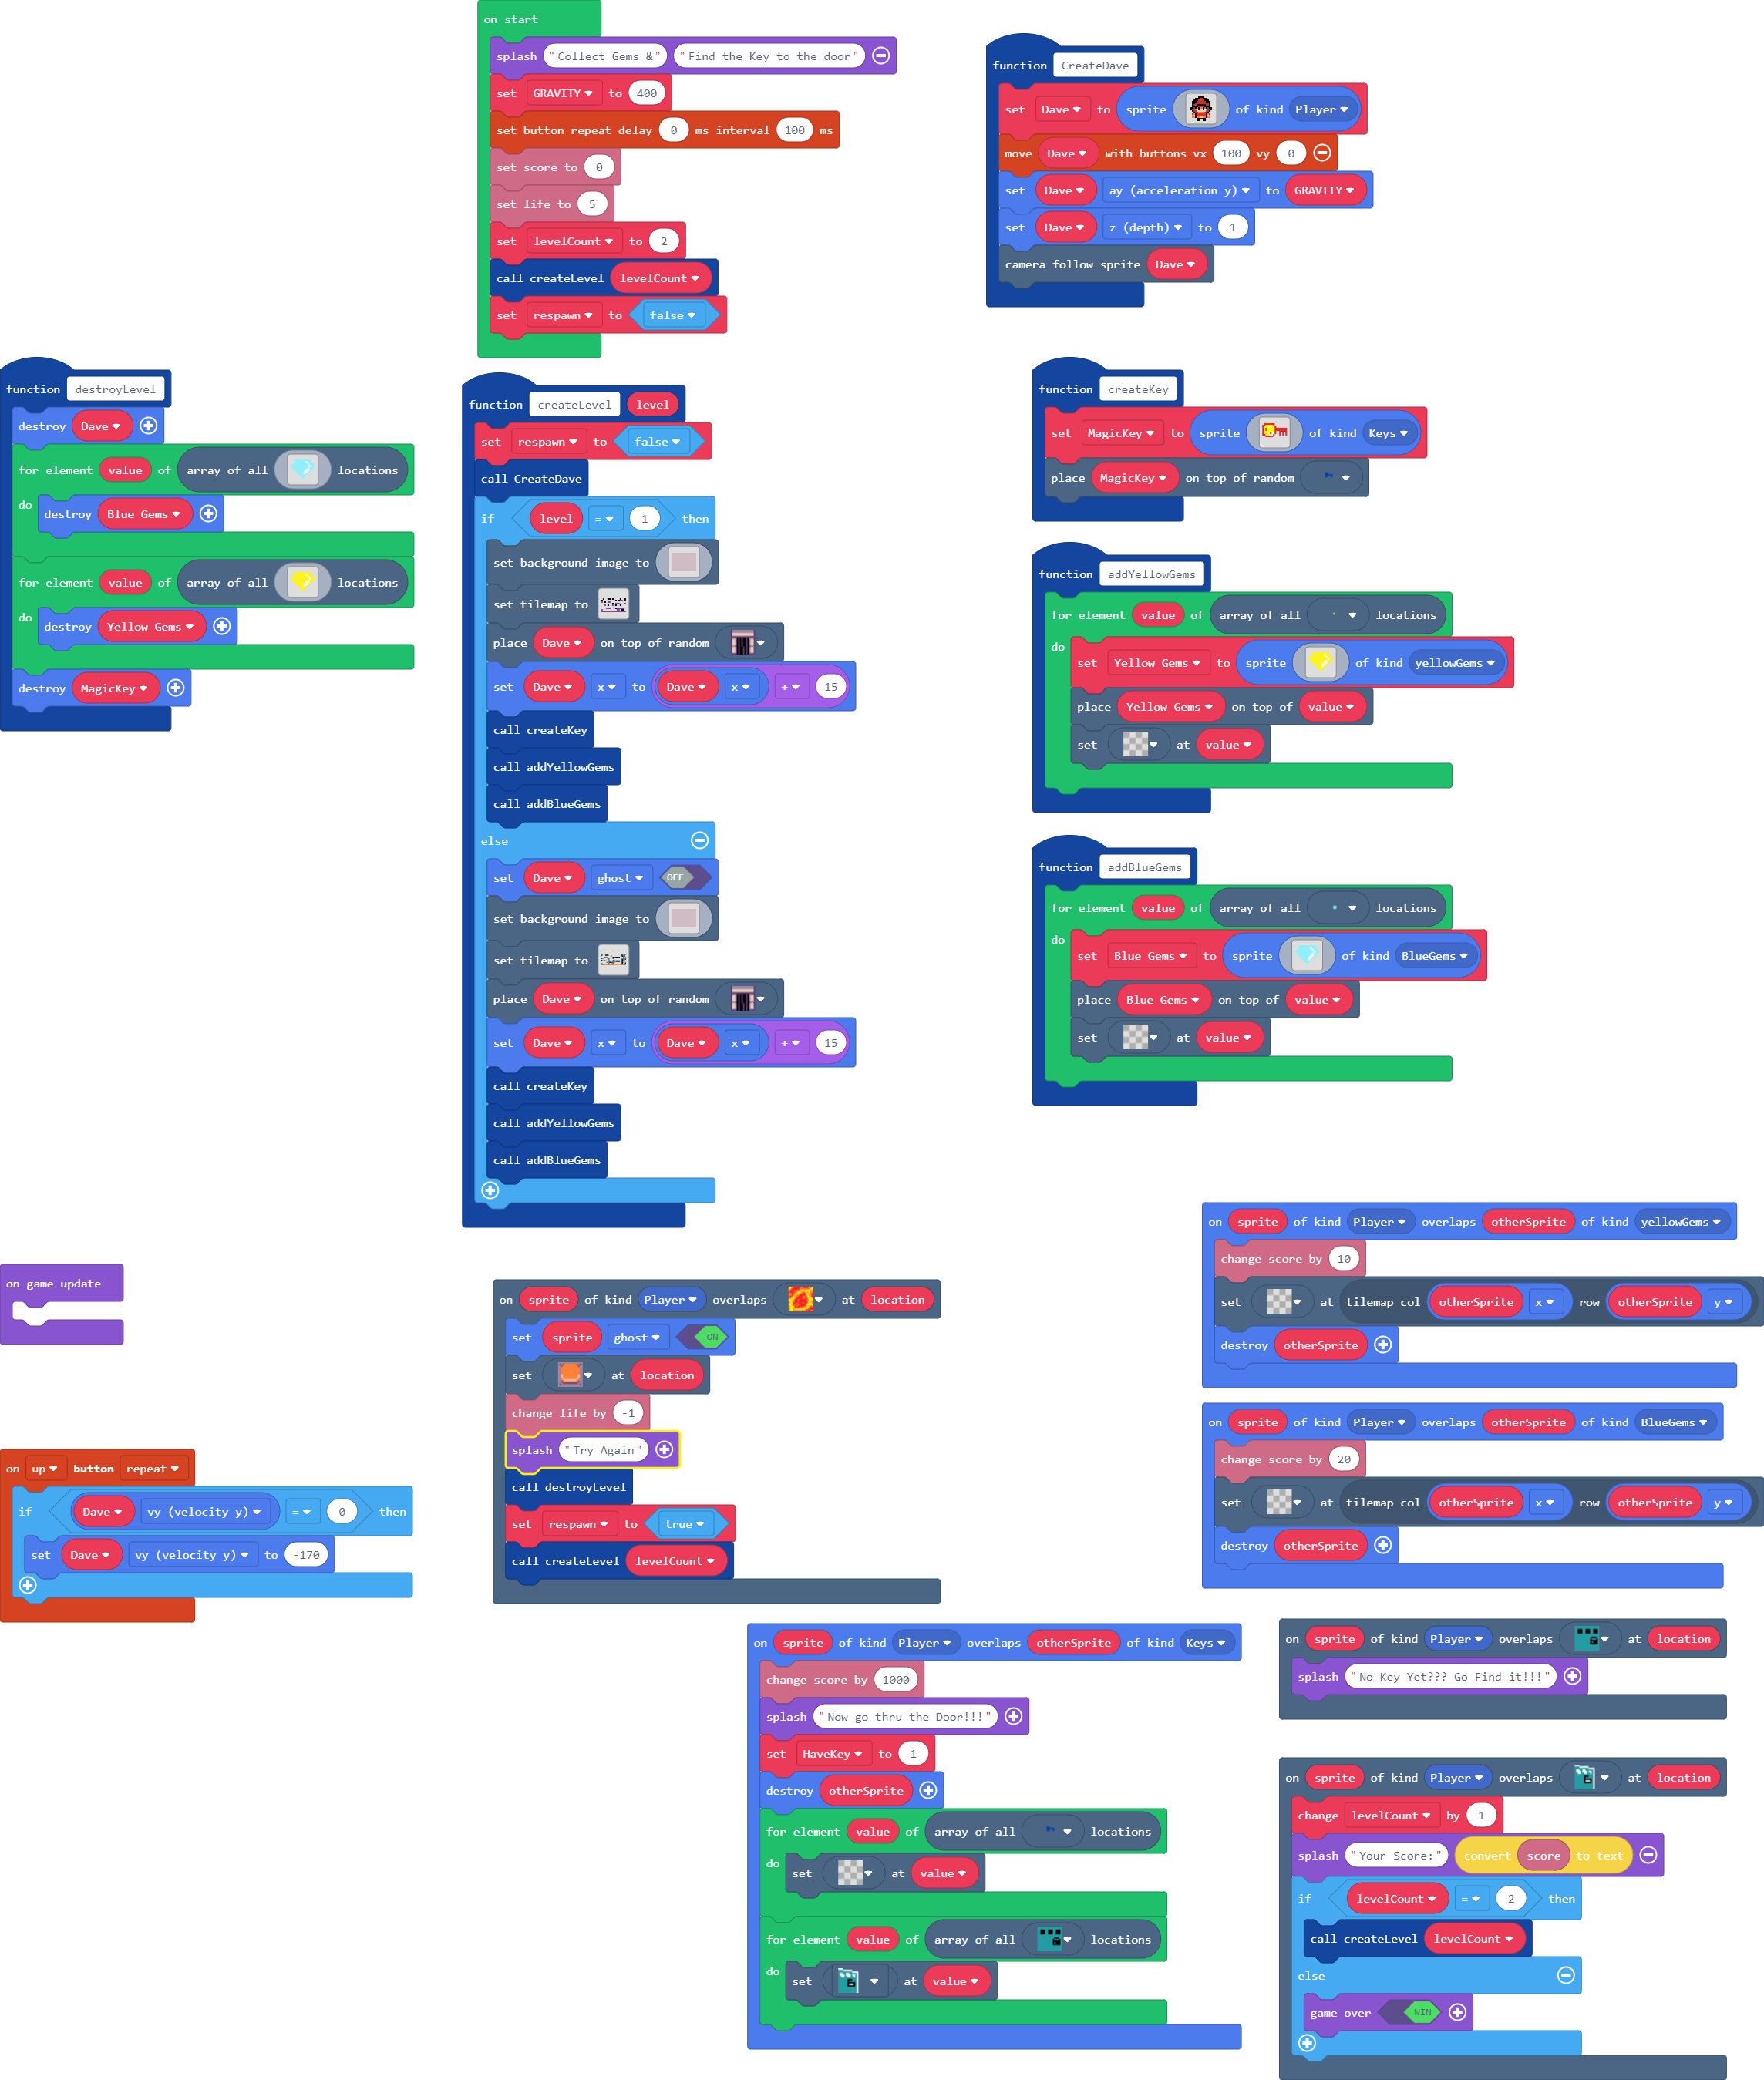 on start
splash "Collect Gems &" "Find the Key to the door"
set GRAVITY to 400
set button repeat delay 0 ms interval 100 ms
set score to 0
set life to 5
set levelCount to 2
call createLevel levelCount
set respawn to false
function CreateDave
set Dave to sprite of kind Player
move Dave with buttons vx 100 vy 0
set Dave ay (acceleration y) to GRAVITY
set Dave z (depth) to 1
camera follow sprite Dave
function destroyLevel
destroy Dave
for element value of array of all locations
do destroy Blue Gems
for element value of array of all locations
do destroy Yellow Gems
destroy MagicKey
function createLevel level
set respawn to false
call CreateDave
if level = 1 then
set background image to
set tilemap to
place Dave on top of random
set Dave x to Dave x + 15
call createKey
call addYellowGems
call addBlueGems
else
set Dave ghost OFF
set background image to
set tilemap to
place Dave on top of random
set Dave x to Dave x + 15
call createKey
call addYellowGems
call addBlueGems
function createKey
set MagicKey to sprite of kind Keys
place MagicKey on top of random
function addYellowGems
for element value of array of all locations
do
set Yellow Gems to sprite of kind yellowGems
place Yellow Gems on top of value
set at value
function addBlueGems
for element value of array of all locations
do
set Blue Gems to sprite of kind BlueGems
place Blue Gems on top of value
set at value
on game update
on up button repeat
if Dave vy (velocity y) = 0 then
set Dave vy (velocity y) to -170
on sprite of kind Player overlaps at location
set sprite ghost ON
set at location
change life by -1
splash "Try Again"
call destroyLevel
set respawn to true
call createLevel levelCount
on sprite of kind Player overlaps otherSprite of kind yellowGems
change score by 10
set at tilemap col otherSprite x row otherSprite y
destroy otherSprite
on sprite of kind Player overlaps otherSprite of kind BlueGems
change score by 20
set at tilemap col otherSprite x row otherSprite y
destroy otherSprite
on sprite of kind Player overlaps otherSprite of kind Keys
change score by 1000
splash "Now go thru the Door!!!"
set HaveKey to 1
destroy otherSprite
for element value of array of all locations
do set at value
for element value of array of all locations
do set at value
on sprite of kind Player overlaps at location
splash "No Key Yet??? Go Find it!!!"
on sprite of kind Player overlaps at location
change levelCount by 1
splash "Your Score:" convert score to text
if levelCount = 2 then
call createLevel levelCount
else
game over WIN